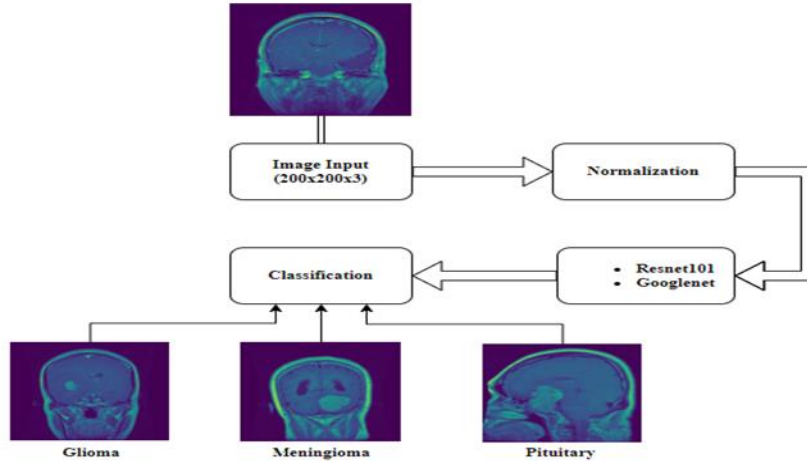 Image Input
(200x200x3)
Normalization
Classification
• Resnet101
• Googlenet
Glioma
Meningioma
Pituitary